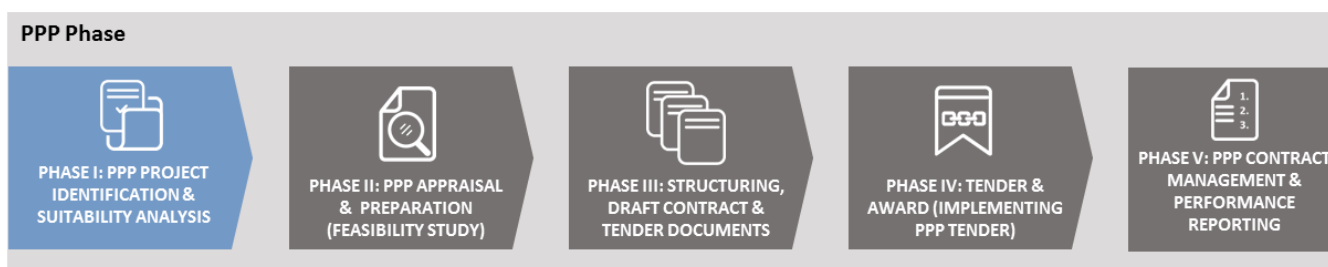 PPP Phase
PHASE I: PPP PROJECT
IDENTIFICATION &
SUITABILITY ANALYSIS
PHASE II: PPP APPRAISAL
& PREPARATION
(FEASIBILITY STUDY)
PHASE III: STRUCTURING,
DRAFT CONTRACT &
TENDER DOCUMENTS
PHASE IV: TENDER &
AWARD (IMPLEMENTING
PPP TENDER)
1.
2.
3.
PHASE V: PPP CONTRACT
MANAGEMENT &
PERFORMANCE
REPORTING